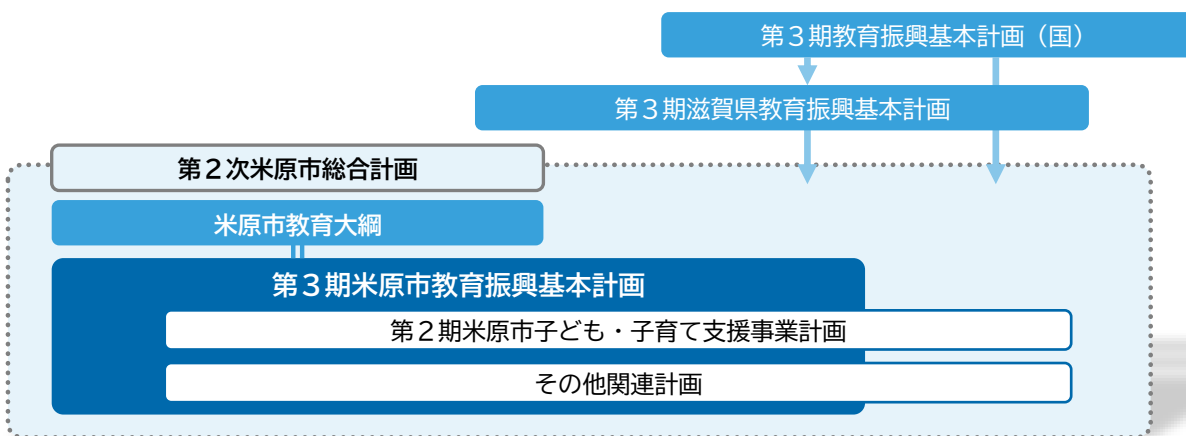 第３期教育振興基本計画（国）
第３期滋賀県教育振興基本計画
第２次米原市総合計画
米原市教育大綱
第３期米原市教育振興基本計画
第２期米原市子ども・子育て支援事業計画
その他関連計画